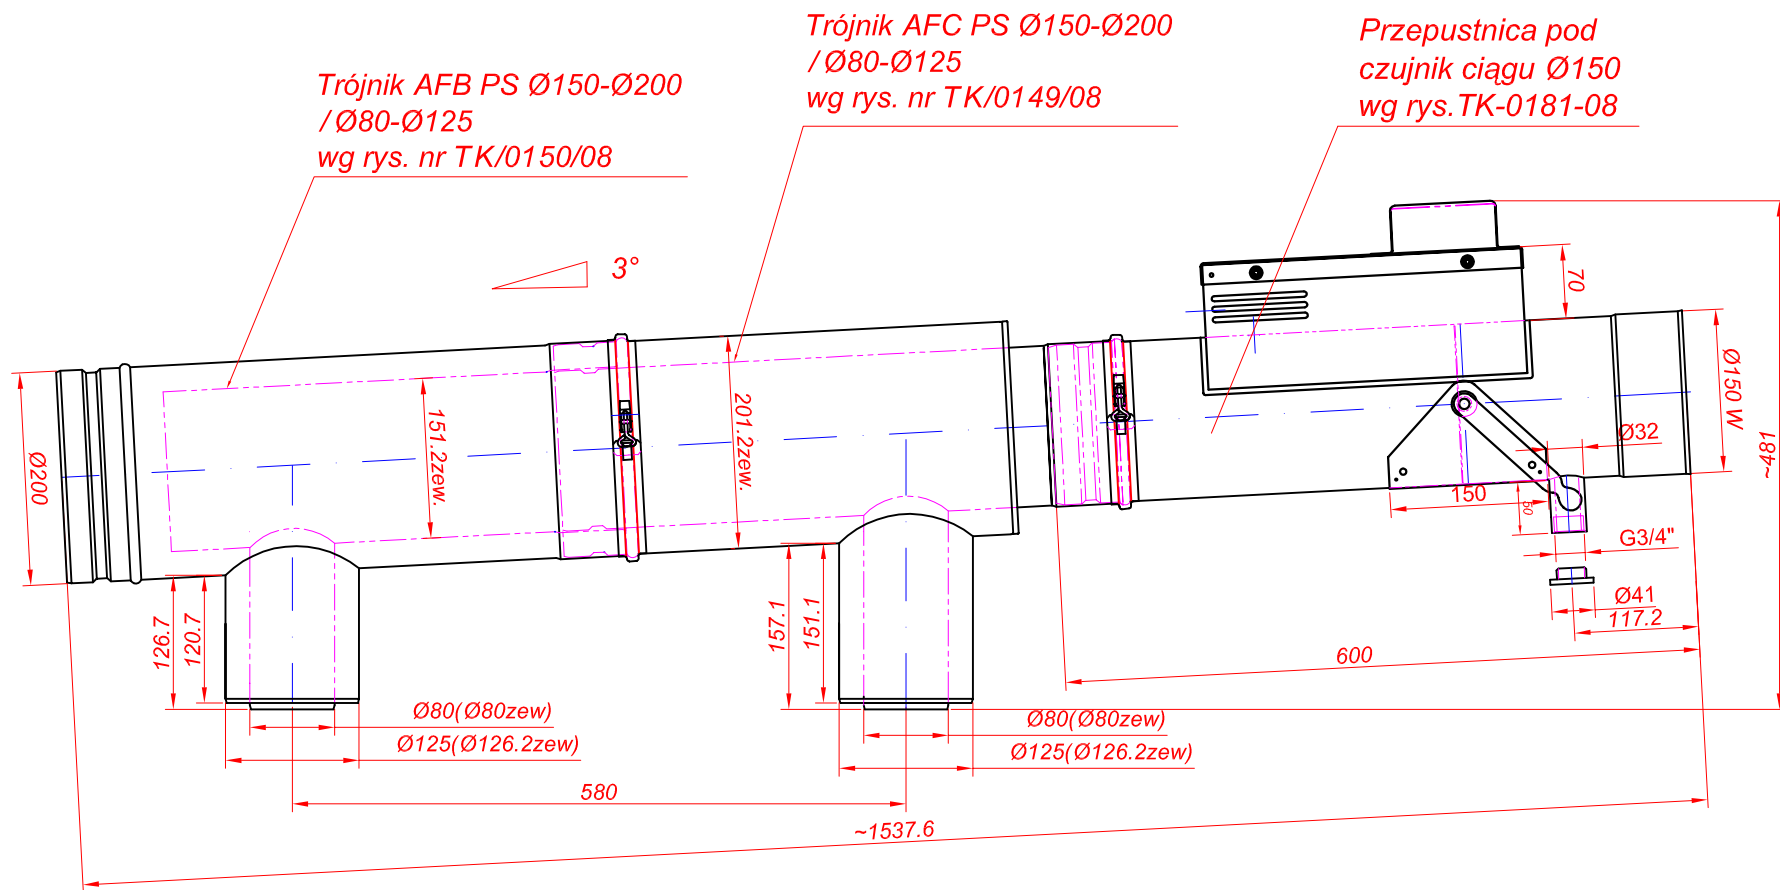 Trójnik AFB PS Ø150-Ø200
/Ø80-Ø125
wg rys. nr TK/0150/08
Trójnik AFC PS Ø150-Ø200
/Ø80-Ø125
wg rys. nr TK/0149/08
Przepustnica pod
czujnik ciągu Ø150
wg rys.TK-0181-08
3°
70
Ø200
151.2zew.
201.2zew.
Ø150 W
~481
Ø32
150
50
G3/4"
Ø41
117.2
126.7
120.7
157.1
151.1
600
Ø80(Ø80zew)
Ø125(Ø126.2zew)
Ø80(Ø80zew)
Ø125(Ø126.2zew)
580
~1537.6